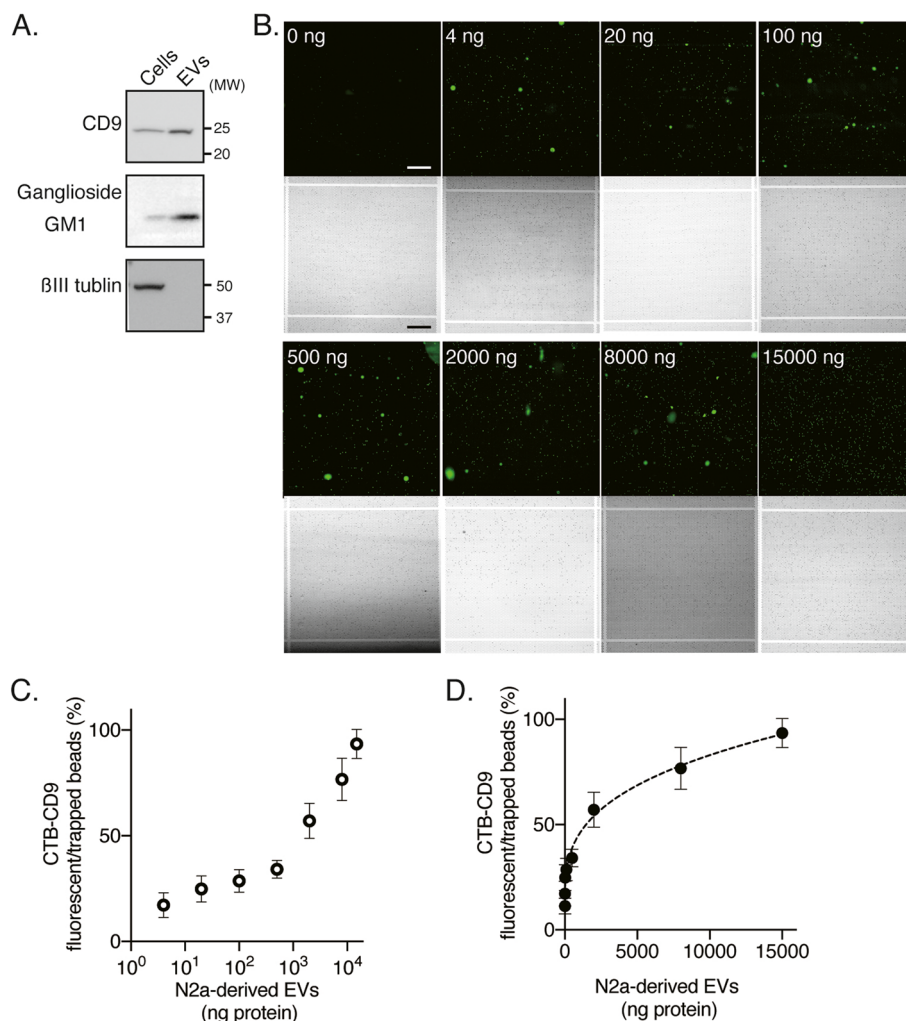 A.
Cells EVs
(MW)
CD9
25
20
Ganglioside
GM1
ßIII tublin
50
37
B.
0 ng 4 ng 20 ng 100 ng
500 ng 2000 ng 8000 ng 15000 ng
C.
CTB-CD9
fluorescent/trapped beads (%)
100
50
0
10⁰ 10¹ 10² 10³ 10⁴
N2a-derived EVs
(ng protein)
D.
CTB-CD9
fluorescent/trapped beads (%)
100
50
0
0 5000 10000 15000
N2a-derived EVs
(ng protein)